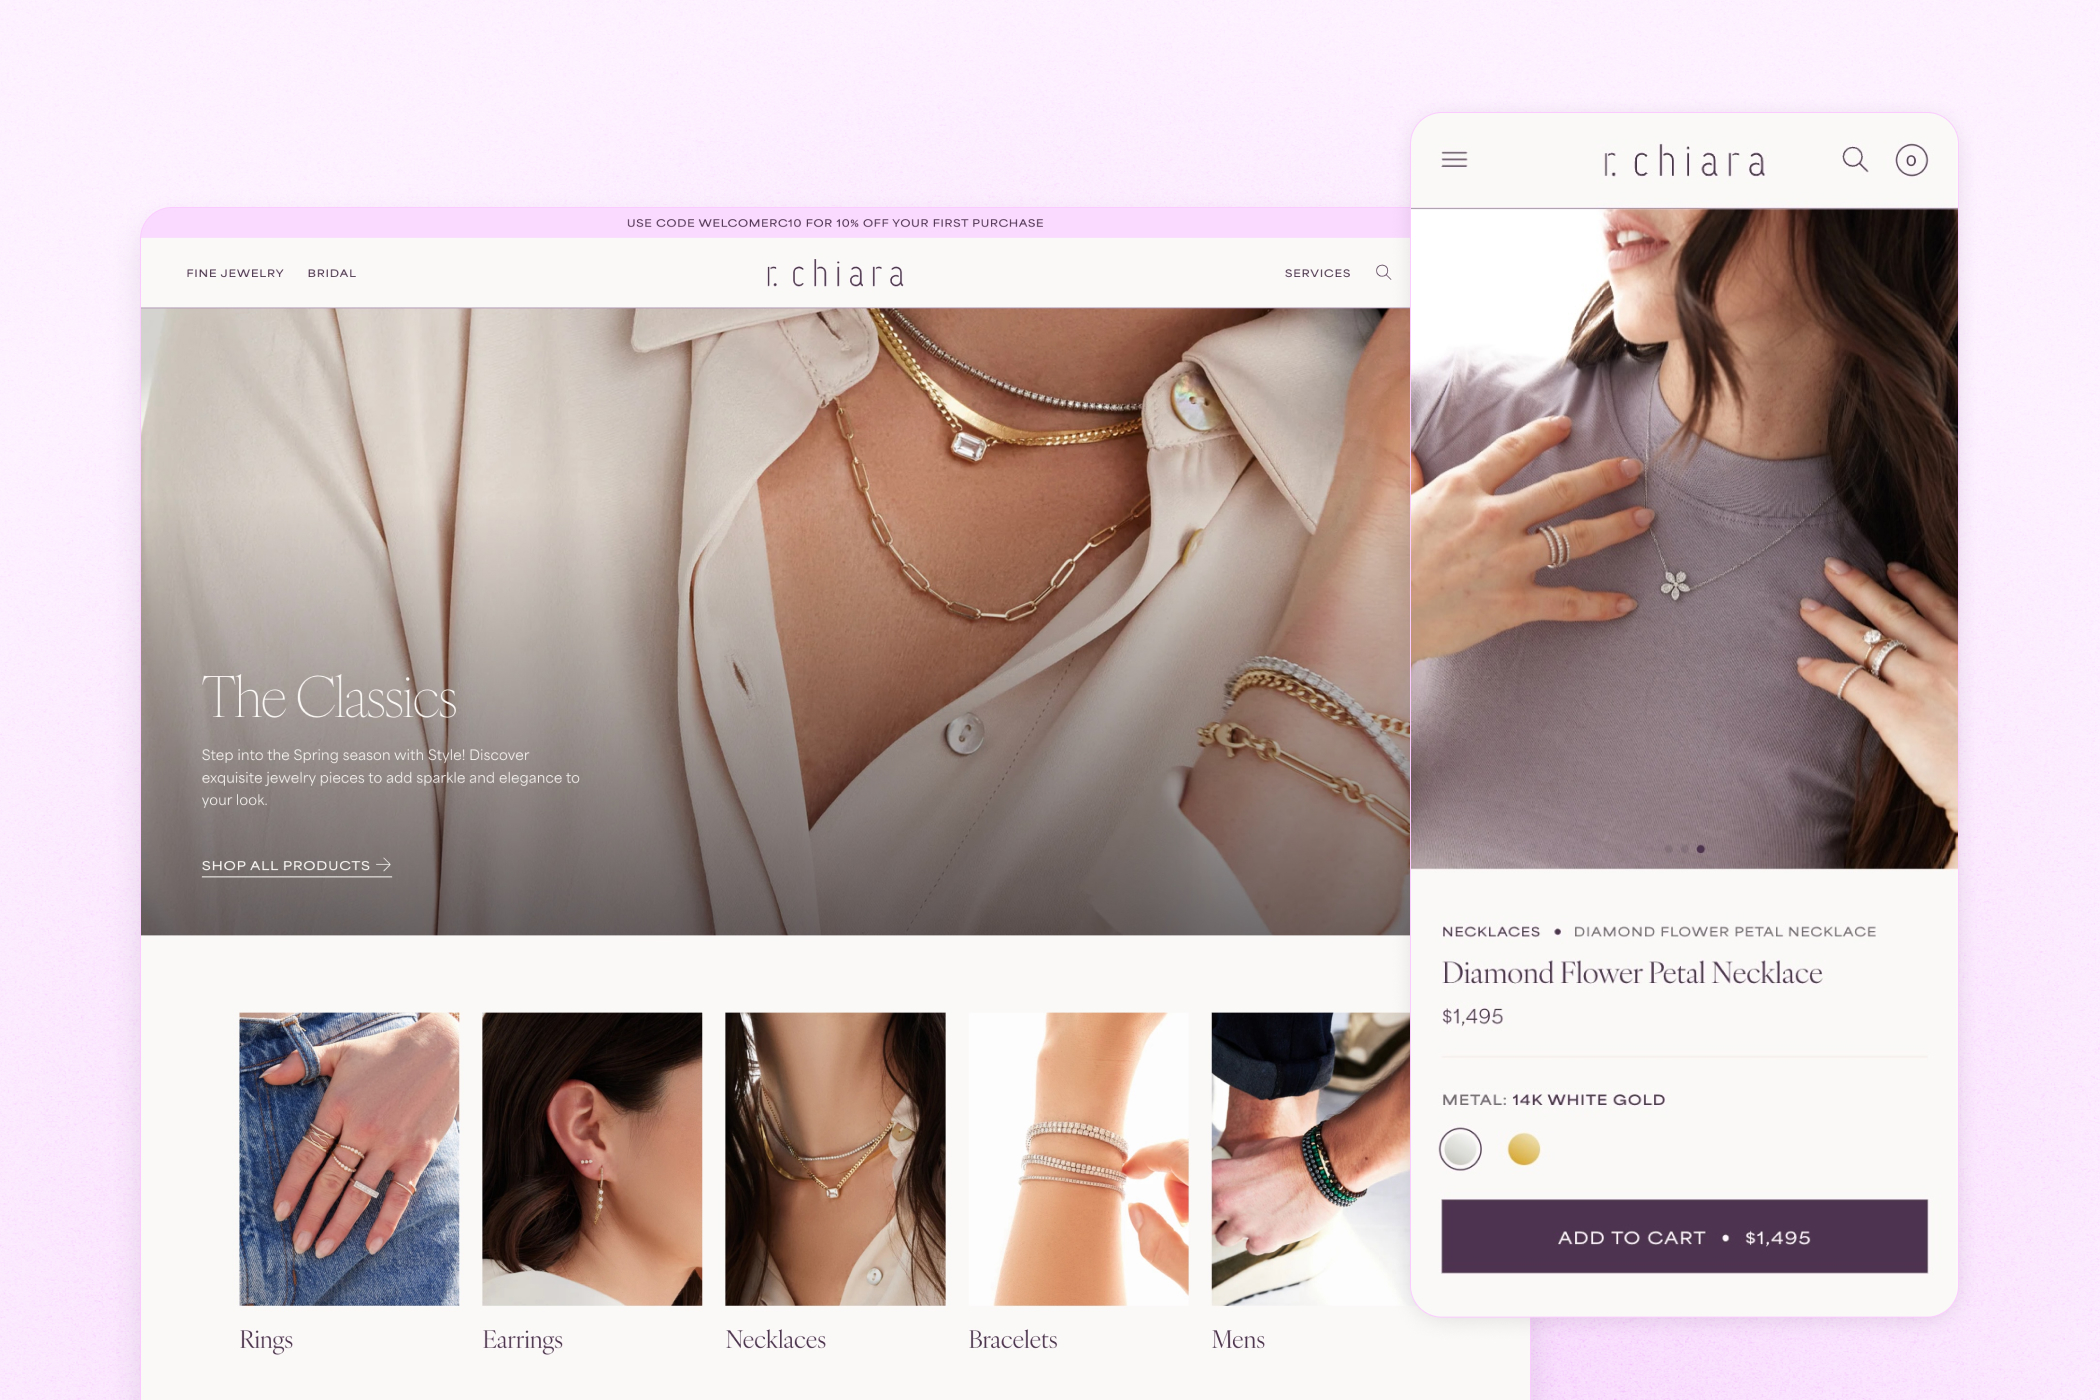 USE CODE WELCOMERC10 FOR 10% OFF YOUR FIRST PURCHASE
FINE JEWELRY BRIDAL
r. chiara
SERVICES
The Classics
Step into the Spring season with Style! Discover
exquisite jewelry pieces to add sparkle and elegance to
your look.
SHOP ALL PRODUCTS
Rings
Earrings
Necklaces
Bracelets
Mens
r. chiara
0
NECKLACES • DIAMOND FLOWER PETAL NECKLACE
Diamond Flower Petal Necklace
$1,495
METAL: 14K WHITE GOLD
ADD TO CART • $1,495